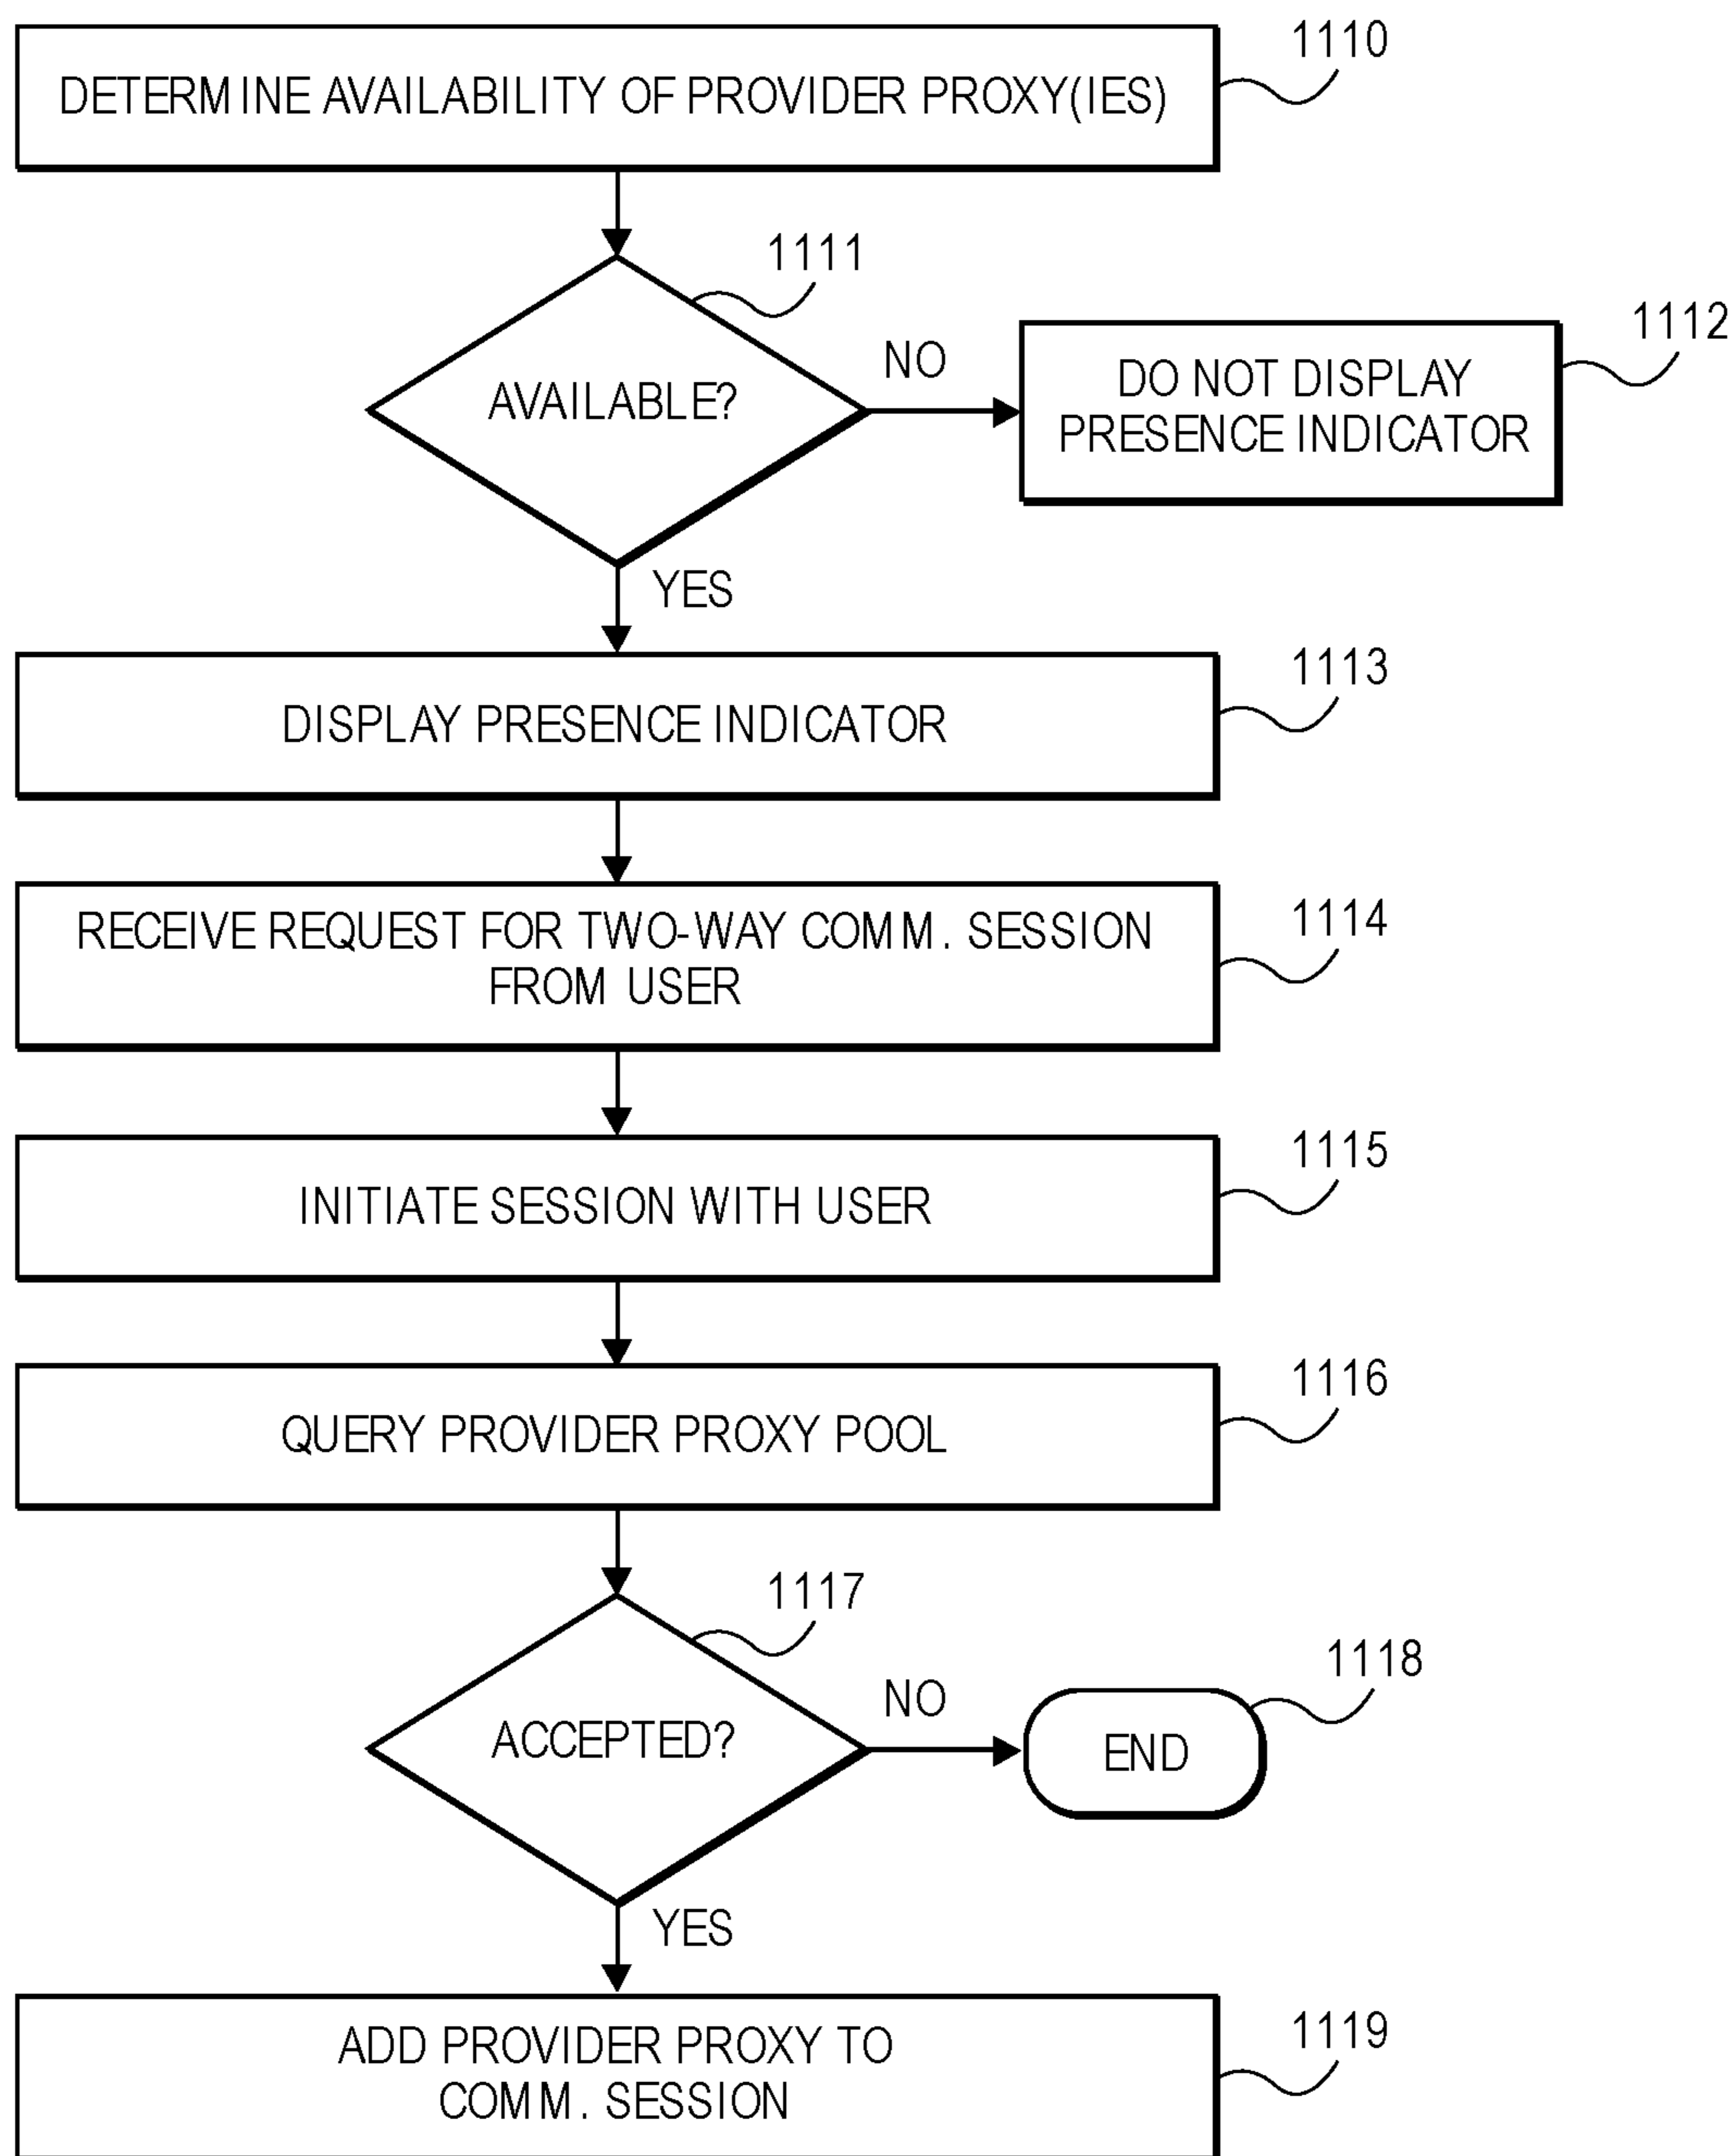 1110
DETERMINE AVAILABILITY OF PROVIDER PROXY(IES)
1111
AVAILABLE?
NO
1112
DO NOT DISPLAY
PRESENCE INDICATOR
YES
1113
DISPLAY PRESENCE INDICATOR
1114
RECEIVE REQUEST FOR TWO-WAY COMM. SESSION
FROM USER
1115
INITIATE SESSION WITH USER
1116
QUERY PROVIDER PROXY POOL
1117
ACCEPTED?
NO
1118
END
YES
1119
ADD PROVIDER PROXY TO
COMM. SESSION